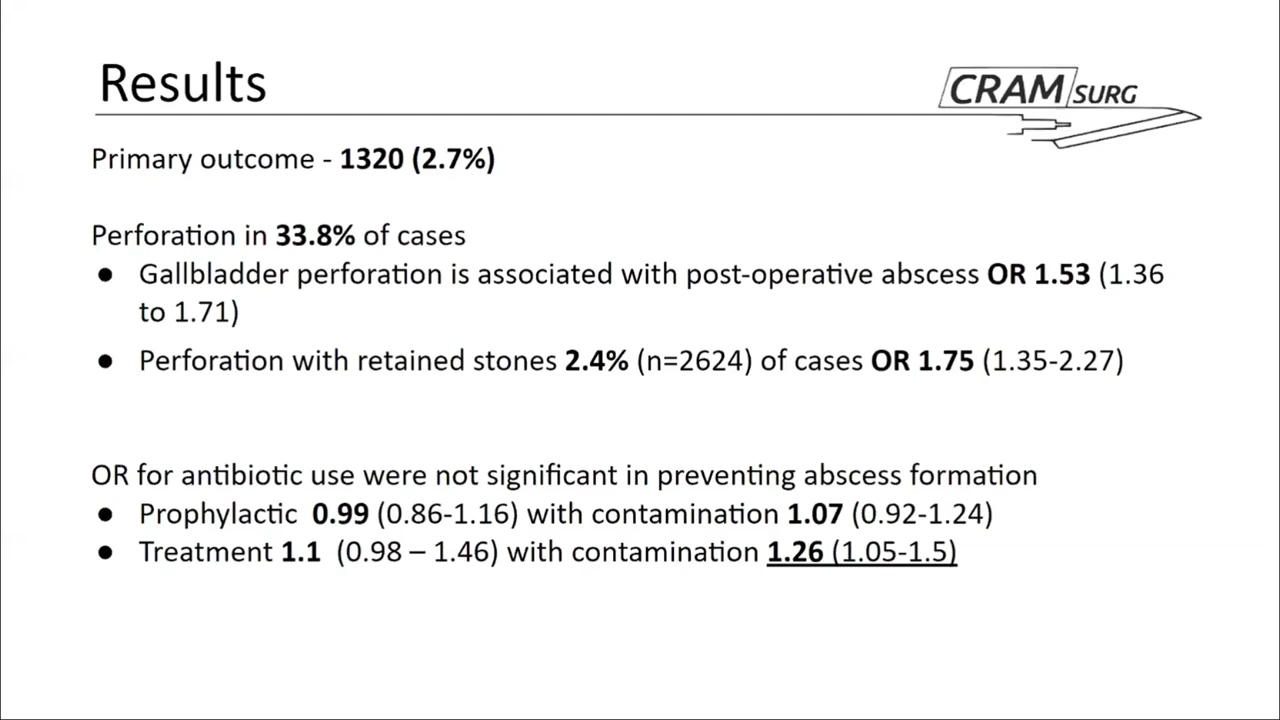 Results
CRAM SURG
Primary outcome - 1320 (2.7%)
Perforation in 33.8% of cases
● Gallbladder perforation is associated with post-operative abscess OR 1.53 (1.36
to 1.71)
● Perforation with retained stones 2.4% (n=2624) of cases OR 1.75 (1.35-2.27)
OR for antibiotic use were not significant in preventing abscess formation
● Prophylactic 0.99 (0.86-1.16) with contamination 1.07 (0.92-1.24)
● Treatment 1.1 (0.98 – 1.46) with contamination 1.26 (1.05-1.5)